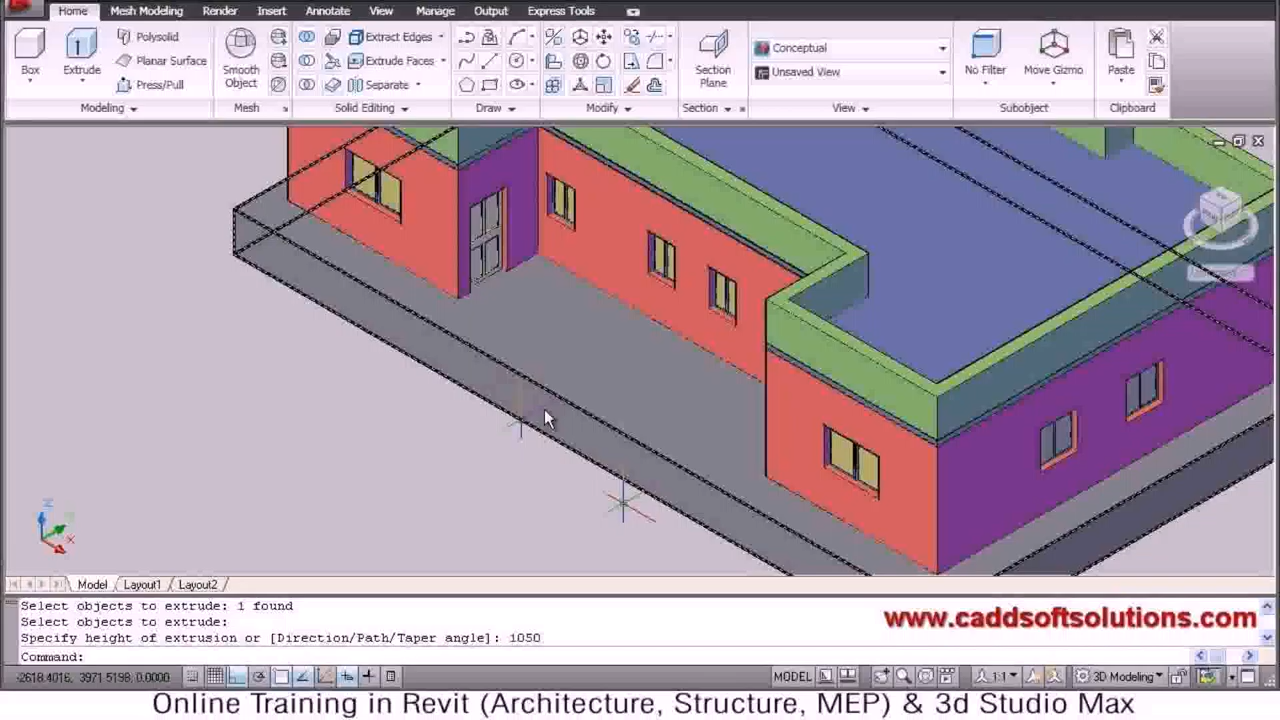 Home Mesh Modeling Render Insert Annotate View Manage Output Express Tools
Box
Extrude
Polysolid
Planar Surface
Press/Pull
Smooth
Object
Extract Edges
Extrude Faces
Separate
Section
Plane
Conceptual
Unsaved View
No Filter
Move Gizmo
Paste
Modeling Mesh Solid Editing Draw Modify Section View Subobject Clipboard
Z
X
Model Layout1 Layout2
Select objects to extrude: 1 found
Select objects to extrude:
Specify height of extrusion or [Direction/Path/Taper angle]: 1050
Command:
www.caddsoftsolutions.com
-2618.4016, 3971.5198, 0.0000 MODEL 1:1 3D Modeling
Online Training in Revit (Architecture, Structure, MEP) & 3d Studio Max